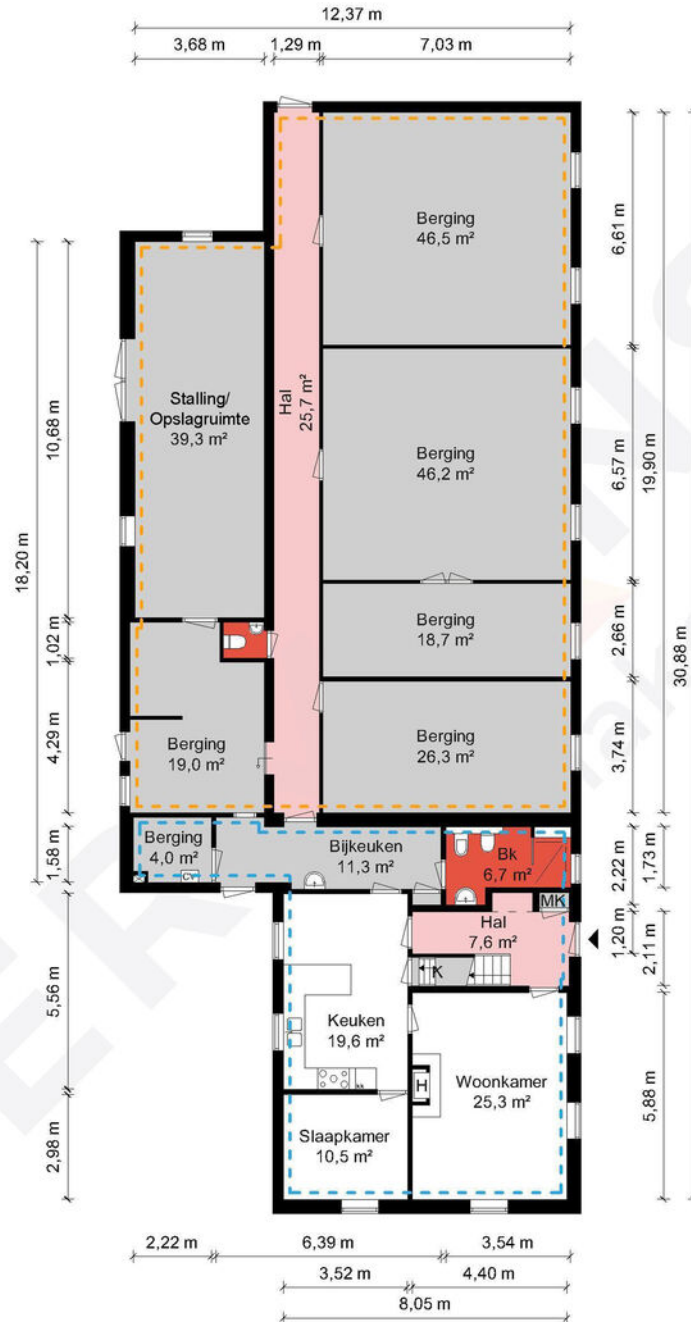 12,37 m
3,68 m
1,29 m
7,03 m
Berging
46,5 m²
6,61 m
Stalling/
Opslagruimte
39,3 m²
Hal
25,7 m²
10,68 m
18,20 m
Berging
46,2 m²
6,57 m
19,90 m
30,88 m
1,02 m
Berging
18,7 m²
2,66 m
4,29 m
Berging
19,0 m²
Berging
26,3 m²
3,74 m
1,58 m
Berging
4,0 m²
CV
Bijkeuken
11,3 m²
Bk
6,7 m²
2,22 m
1,73 m
MK
Hal
7,6 m²
1,20 m
2,11 m
K
5,56 m
Keuken
19,6 m²
H
Woonkamer
25,3 m²
5,88 m
Slaapkamer
10,5 m²
2,98 m
2,22 m
6,39 m
3,54 m
3,52 m
4,40 m
8,05 m